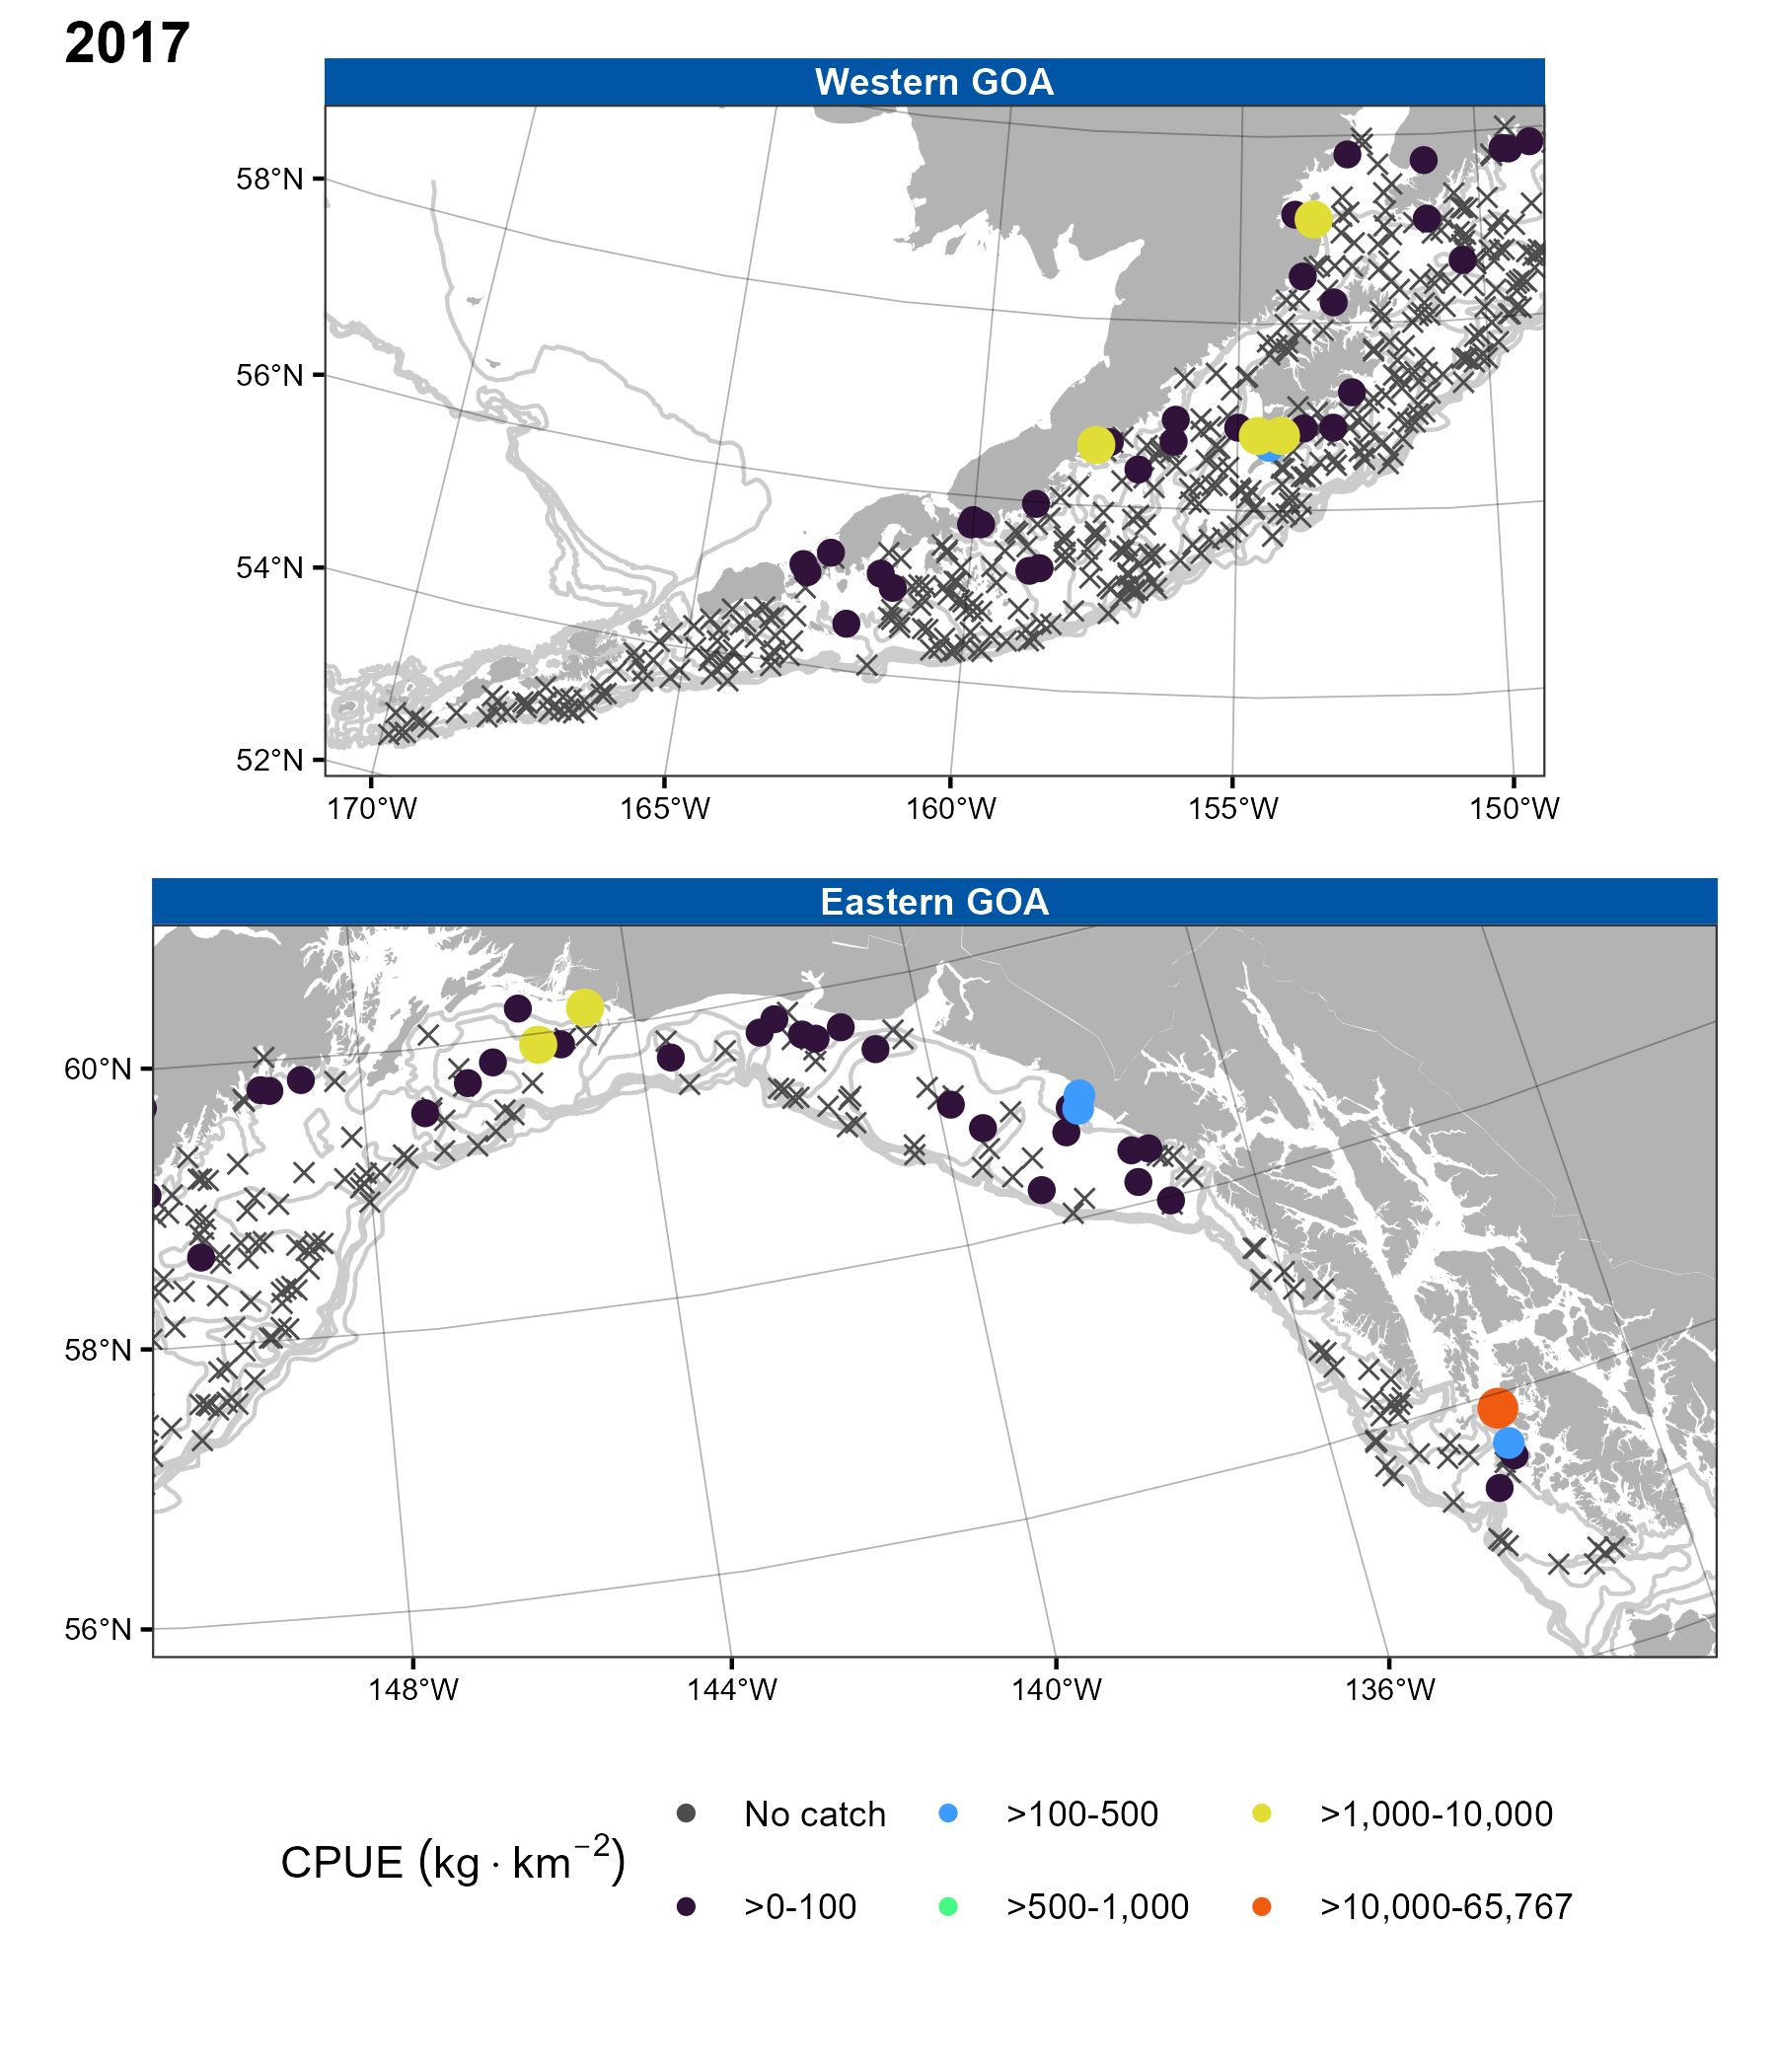 2017
Western GOA
58°N
56°N
54°N
52°N
170°W 165°W 160°W 155°W 150°W
Eastern GOA
60°N
58°N
56°N
148°W 144°W 140°W 136°W
CPUE (kg · km⁻²)
No catch >100-500 >1,000-10,000
>0-100 >500-1,000 >10,000-65,767